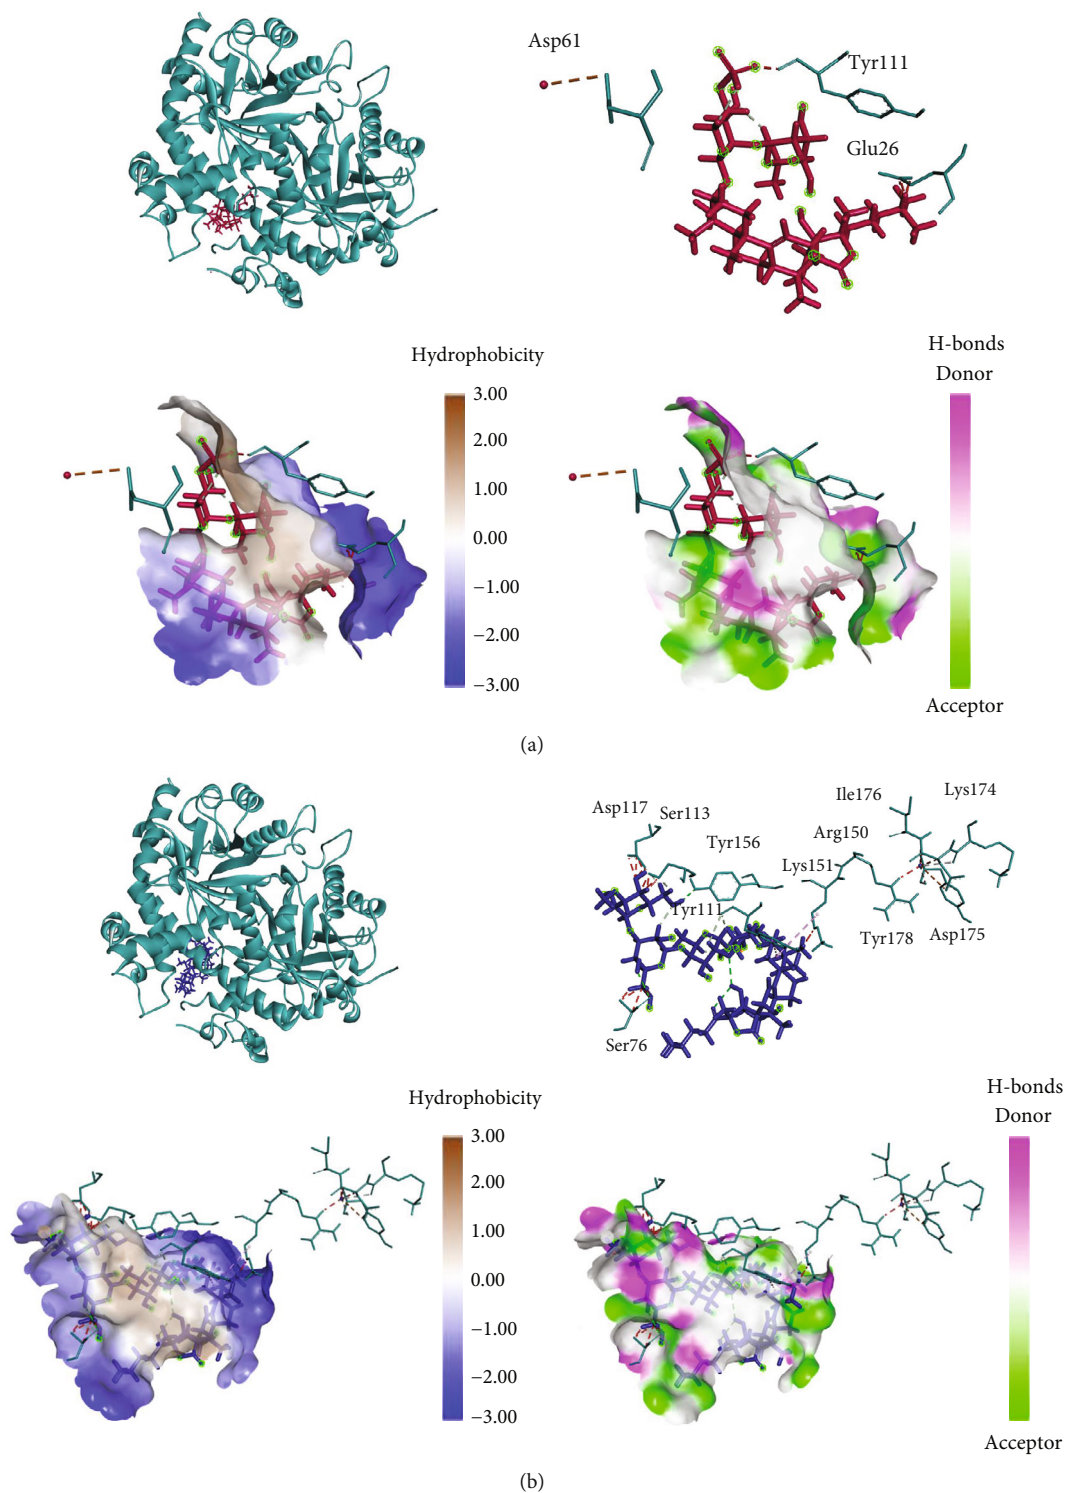 Asp61
Tyr111
Glu26
Hydrophobicity
3.00
2.00
1.00
0.00
−1.00
−2.00
−3.00
H-bonds
Donor
Acceptor
(a)
Asp117
Ser113
Tyr156
Tyr111
Ser76
Ile176
Lys174
Arg150
Lys151
Tyr178
Asp175
Hydrophobicity
3.00
2.00
1.00
0.00
−1.00
−2.00
−3.00
H-bonds
Donor
Acceptor
(b)